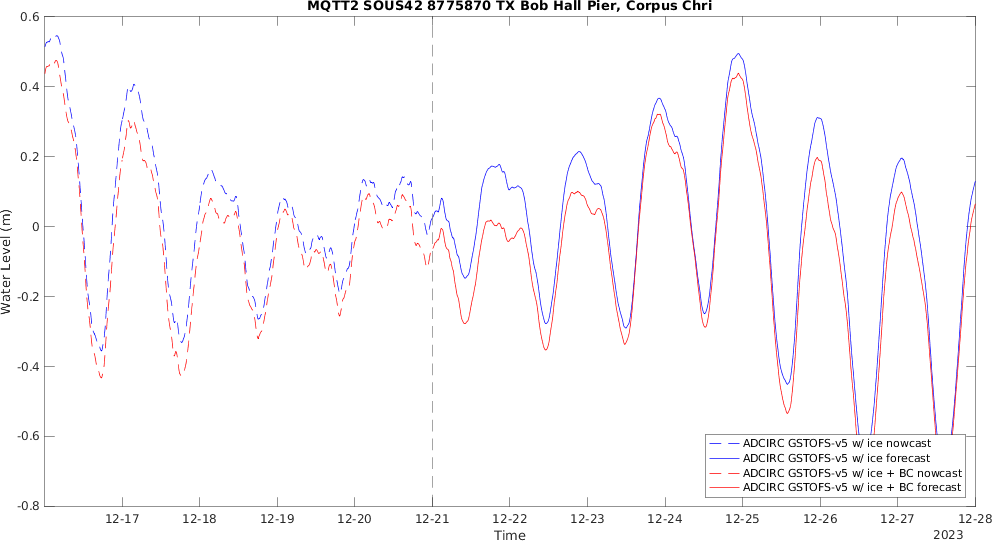 MQTT2 SOUS42 8775870 TX Bob Hall Pier, Corpus Chri
0.6
0.4
0.2
0
-0.2
-0.4
-0.6
-0.8
Water Level (m)
ADCIRC GSTOFS-v5 w/ ice nowcast
ADCIRC GSTOFS-v5 w/ ice forecast
ADCIRC GSTOFS-v5 w/ ice + BC nowcast
ADCIRC GSTOFS-v5 w/ ice + BC forecast
12-17 12-18 12-19 12-20 12-21 12-22 12-23 12-24 12-25 12-26 12-27 12-28
Time
2023